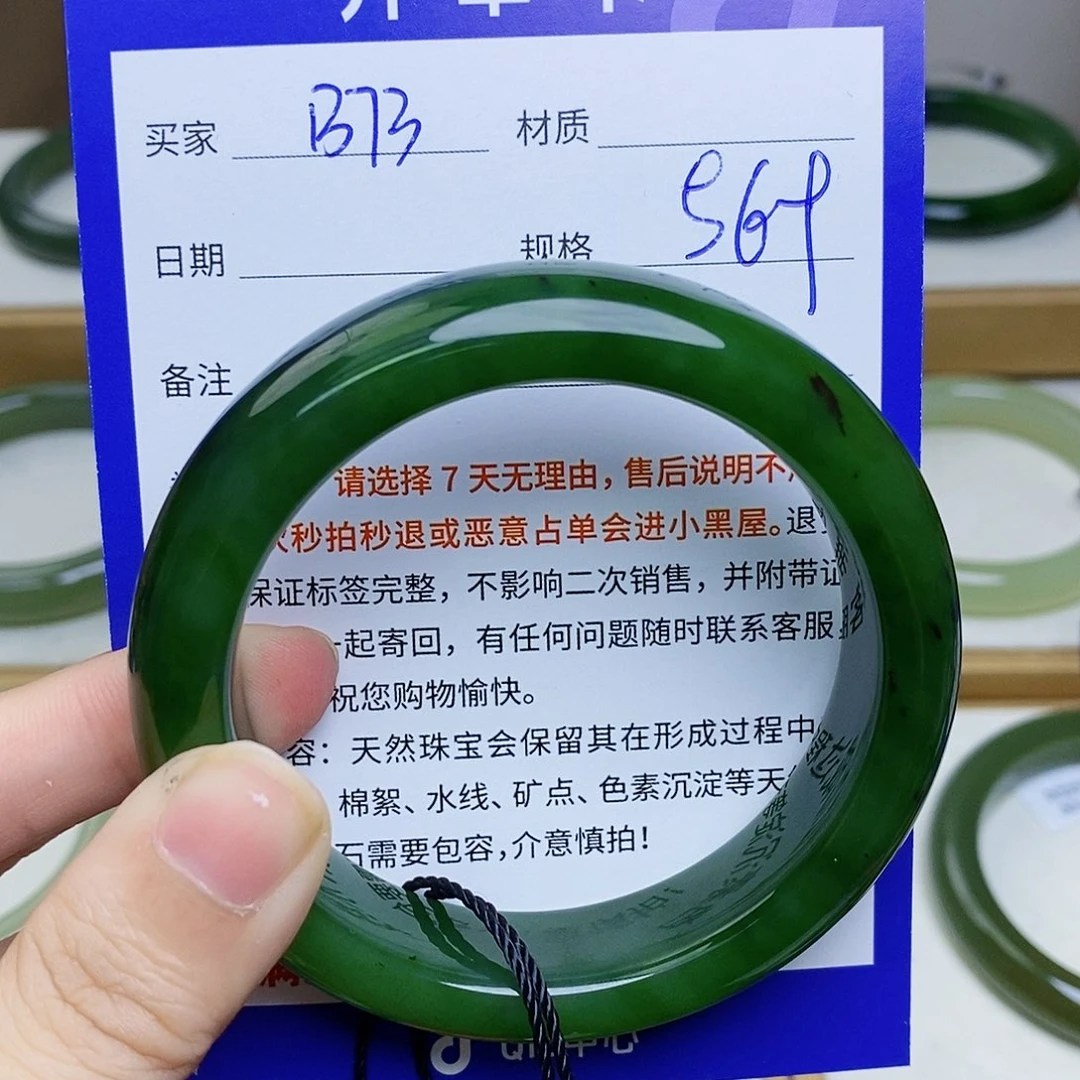 买家 B73 材质
日期 规格 564
备注
请选择7天无理由，售后说明不
秒拍秒退或恶意占单会进小黑屋。退
保证标签完整，不影响二次销售，并附带证
一起寄回，有任何问题随时联系客服
祝您购物愉快。
容：天然珠宝会保留其在形成过程中
棉絮、水线、矿点、色素沉淀等天
石需要包容，介意慎拍！